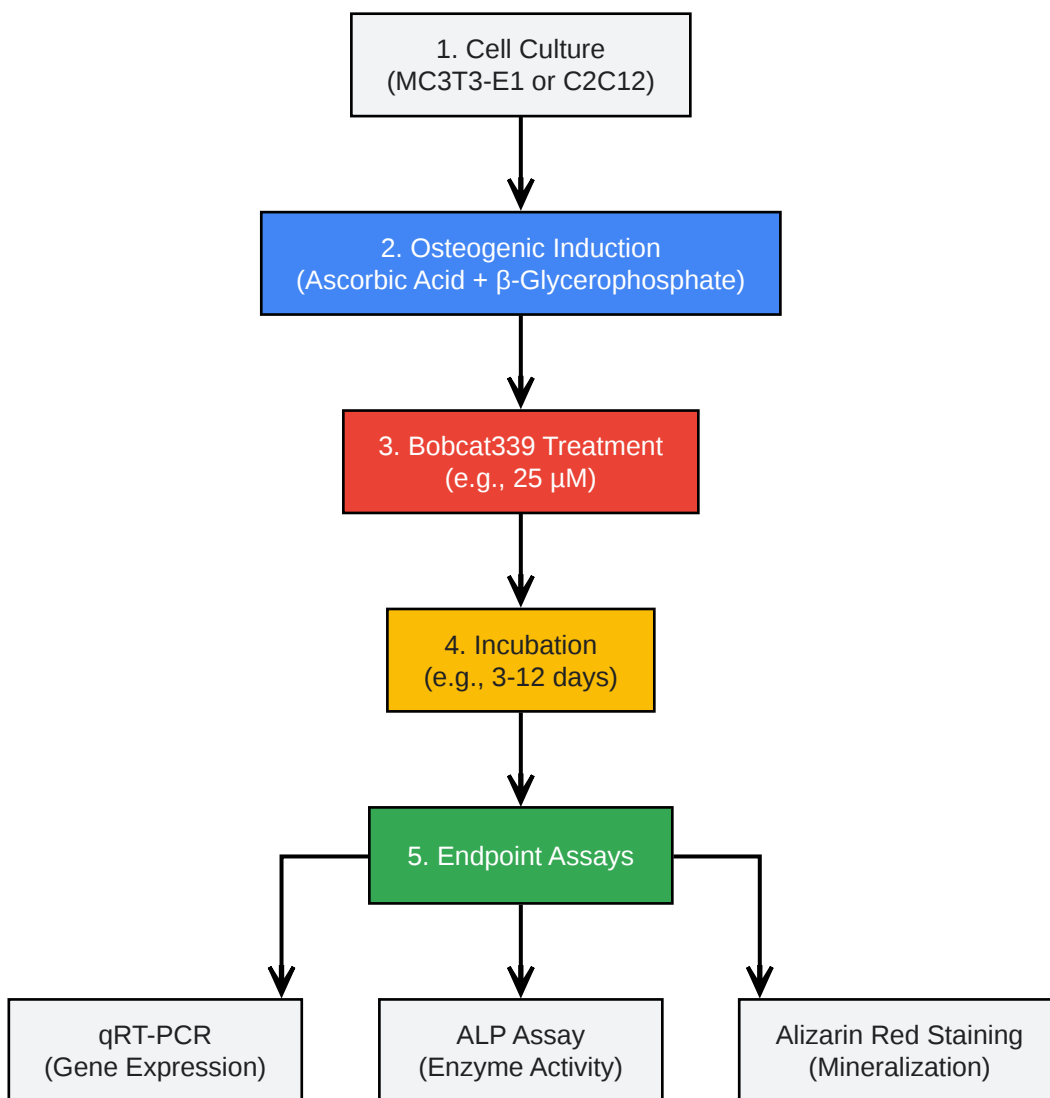 1. Cell Culture
(MC3T3-E1 or C2C12)
2. Osteogenic Induction
(Ascorbic Acid + β-Glycerophosphate)
3. Bobcat339 Treatment
(e.g., 25 µM)
4. Incubation
(e.g., 3-12 days)
5. Endpoint Assays
qRT-PCR
(Gene Expression)
ALP Assay
(Enzyme Activity)
Alizarin Red Staining
(Mineralization)